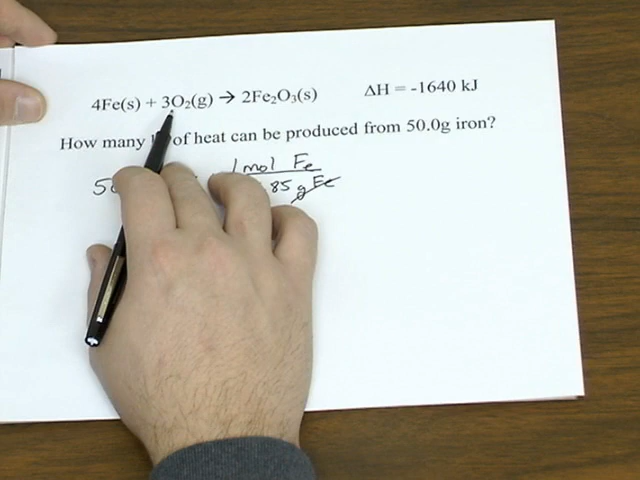 4Fe(s) + 3O₂(g) → 2Fe₂O₃(s) ΔH = -1640 kJ
How many of heat can be produced from 50.0g iron?
1 mol Fe
85 g Fe